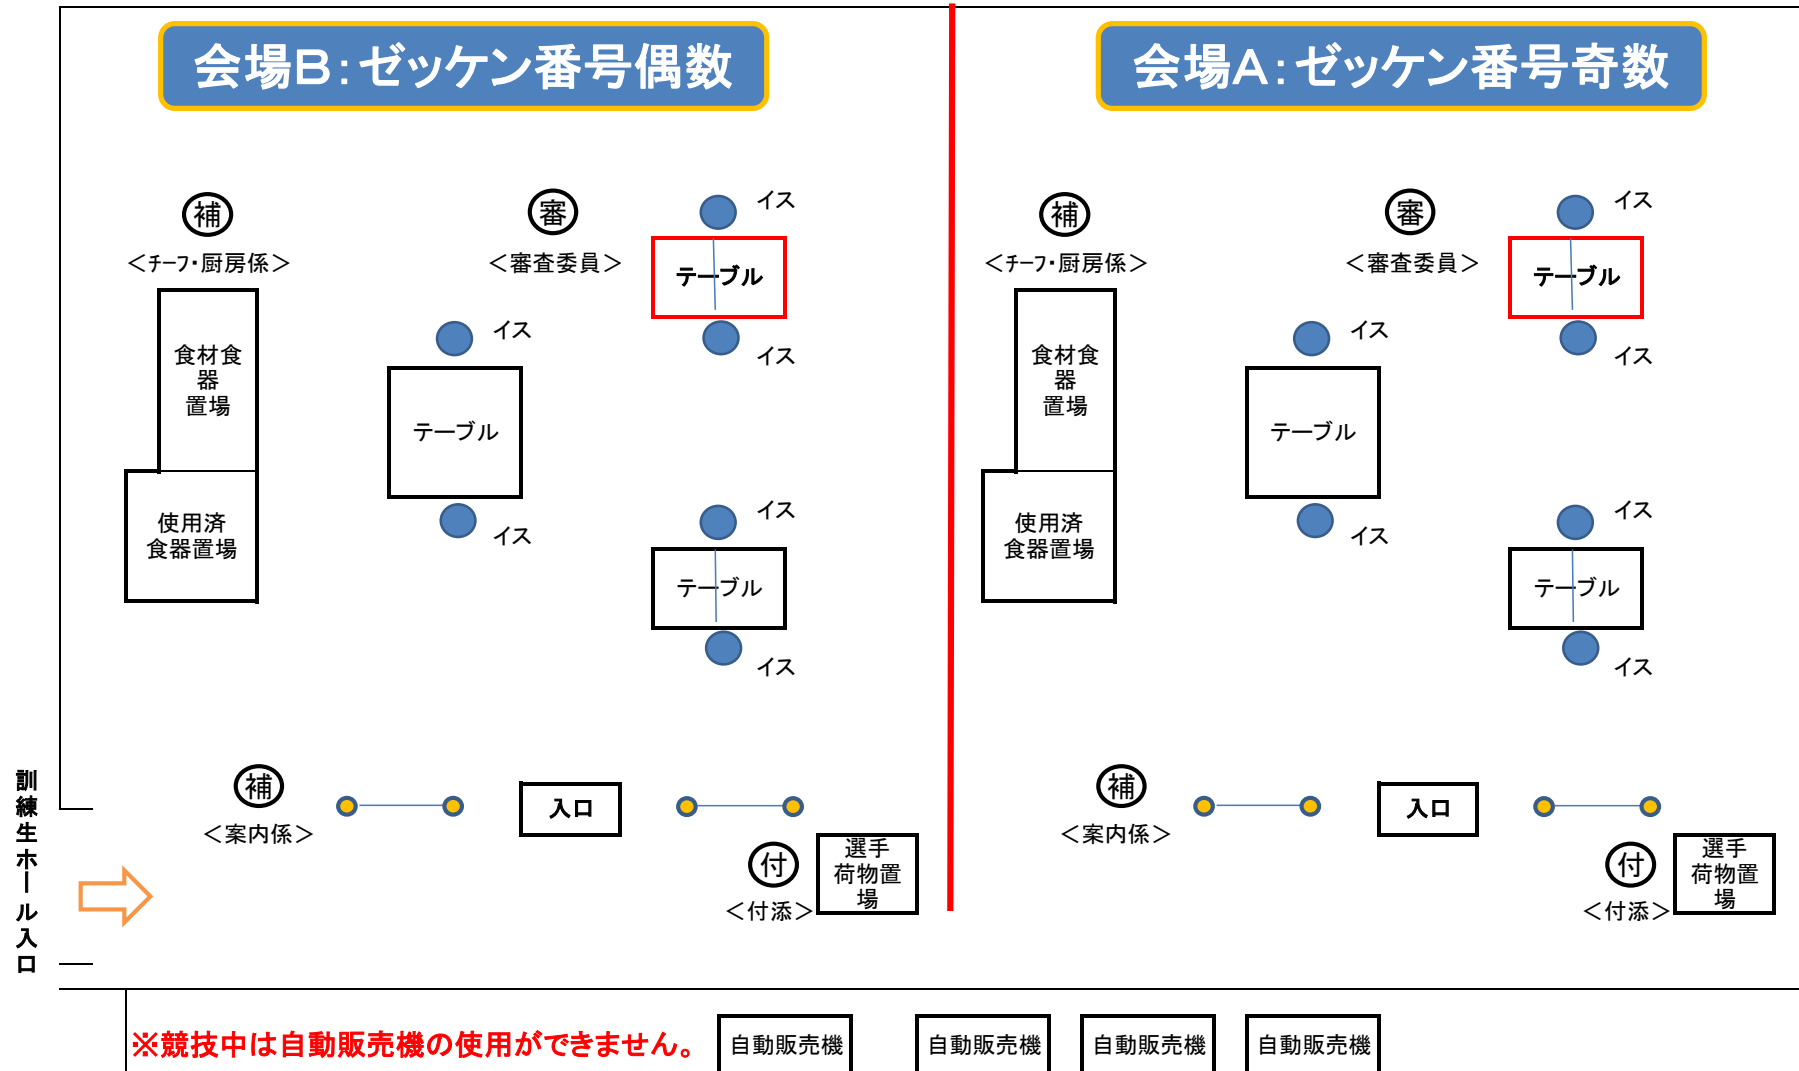 会場B：ゼッケン番号偶数
会場A：ゼッケン番号奇数
補
＜チーフ・厨房係＞
審
＜審査委員＞
イス
テーブル
イス
食材食
器
置場
イス
テーブル
イス
使用済
食器置場
イス
テーブル
イス
補
＜案内係＞
入口
付
＜付添＞
選手
荷物置
場
補
＜チーフ・厨房係＞
審
＜審査委員＞
イス
テーブル
イス
食材食
器
置場
イス
テーブル
イス
使用済
食器置場
イス
テーブル
イス
補
＜案内係＞
入口
付
＜付添＞
選手
荷物置
場
訓練生ホール入口
※競技中は自動販売機の使用ができません。
自動販売機
自動販売機
自動販売機
自動販売機